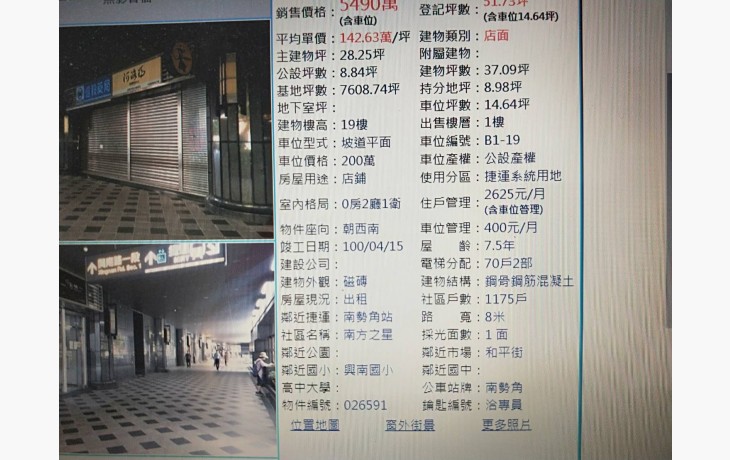 銷售價格：5490萬 (含車位)
登記坪數：51.73坪 (含車位14.64坪)
平均單價：142.63萬/坪
建物類別：店面
主建物坪：28.25坪
附屬建物：
公設坪數：8.84坪
建物坪數：37.09坪
基地坪數：7608.74坪
持分地坪：8.98坪
地下室坪：
車位坪數：14.64坪
建物樓高：19樓
出售樓層：1樓
車位型式：坡道平面
車位編號：B1-19
車位價格：200萬
車位產權：公設產權
房屋用途：店鋪
使用分區：捷運系統用地
室內格局：0房2廳1衛
住戶管理：2625元/月 (含車位管理)
物件座向：朝西南
車位管理：400元/月
竣工日期：100/04/15
屋　　齡：7.5年
建設公司：
電梯分配：70戶2部
建物外觀：磁磚
建物結構：鋼骨鋼筋混凝土
房屋現況：出租
社區戶數：1175戶
鄰近捷運：南勢角站
路　　寬：8米
社區名稱：南方之星
採光面數：1 面
鄰近公園：
鄰近市場：和平街
鄰近國小：興南國小
鄰近國中：
高中大學：
公車站牌：南勢角
物件編號：026591
鑰匙編號：洽專員
位置地圖
窗外街景
更多照片
興南路一段